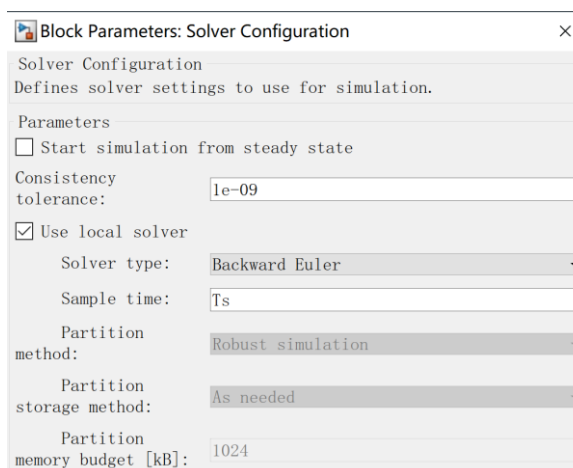 Block Parameters: Solver Configuration
Solver Configuration
Defines solver settings to use for simulation.
Parameters
Start simulation from steady state
Consistency
tolerance: 1e-09
Use local solver
Solver type: Backward Euler
Sample time: Ts
Partition
method: Robust simulation
Partition
storage method: As needed
Partition
memory budget [kB]: 1024